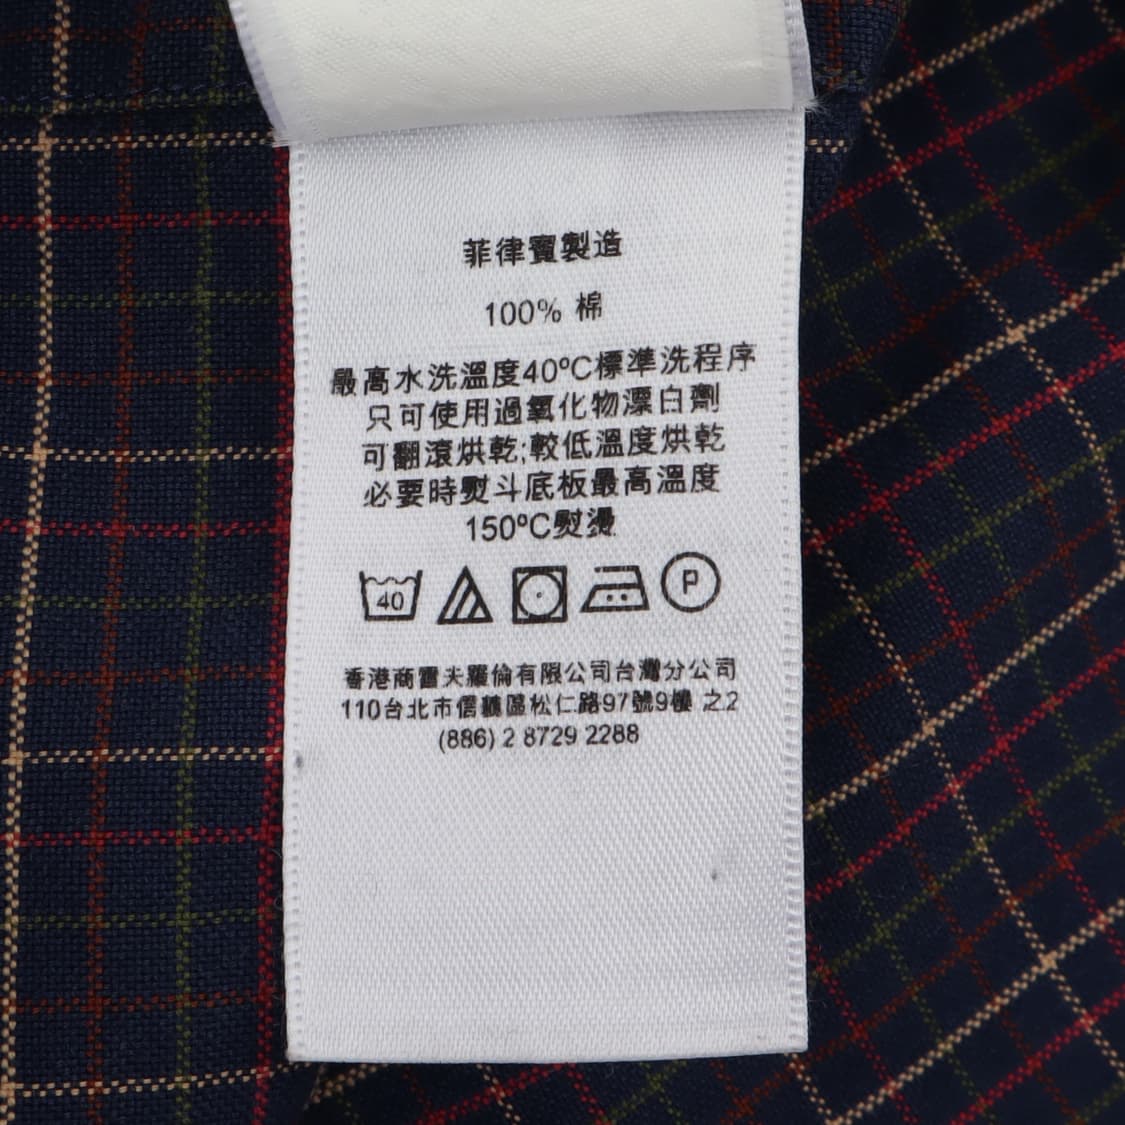 菲律賓製造
100% 棉
最高水洗溫度40ºC標準洗程序
只可使用過氧化物漂白劑
可翻滾烘乾;較低溫度烘乾
必要時熨斗底板最高溫度
150ºC熨燙
40
P
香港商雷夫羅倫有限公司台灣分公司
110台北市信義區松仁路97號9樓 之2
(886) 2 8729 2288